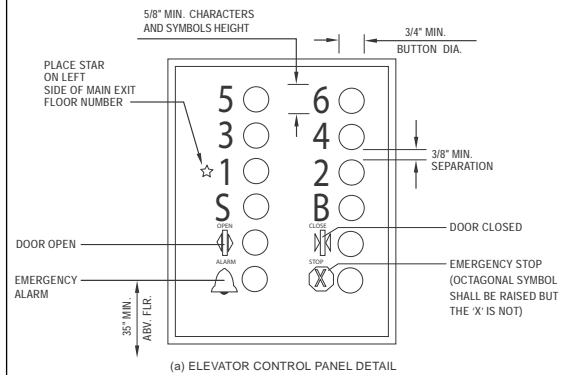 5/8" MIN. CHARACTERS
AND SYMBOLS HEIGHT
3/4" MIN.
BUTTON DIA.
PLACE STAR
ON LEFT
SIDE OF MAIN EXIT
FLOOR NUMBER
5
6
3
4
3/8" MIN.
SEPARATION
1
2
S
B
OPEN
CLOSE
DOOR OPEN
DOOR CLOSED
ALARM
STOP
X
EMERGENCY
ALARM
EMERGENCY STOP
(OCTAGONAL SYMBOL
SHALL BE RAISED BUT
THE 'X' IS NOT)
35" MIN.
ABV. FLR.
(a) ELEVATOR CONTROL PANEL DETAIL